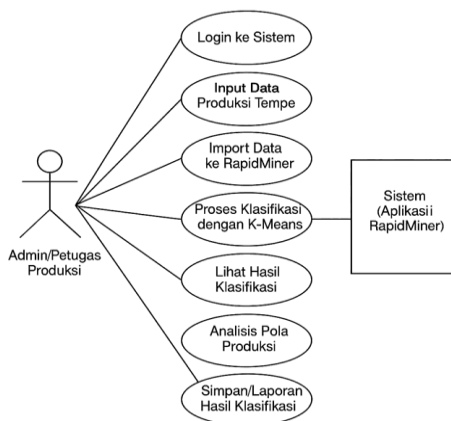 Login ke Sistem
Input Data
Produksi Tempe
Import Data
ke RapidMiner
Proses Klasifikasi
dengan K-Means
Sistem
(Aplikasii
RapidMiner)
Admin/Petugas
Produksi
Lihat Hasil
Klasifikasi
Analisis Pola
Produksi
Simpan/Laporan
Hasil Klasifikasi